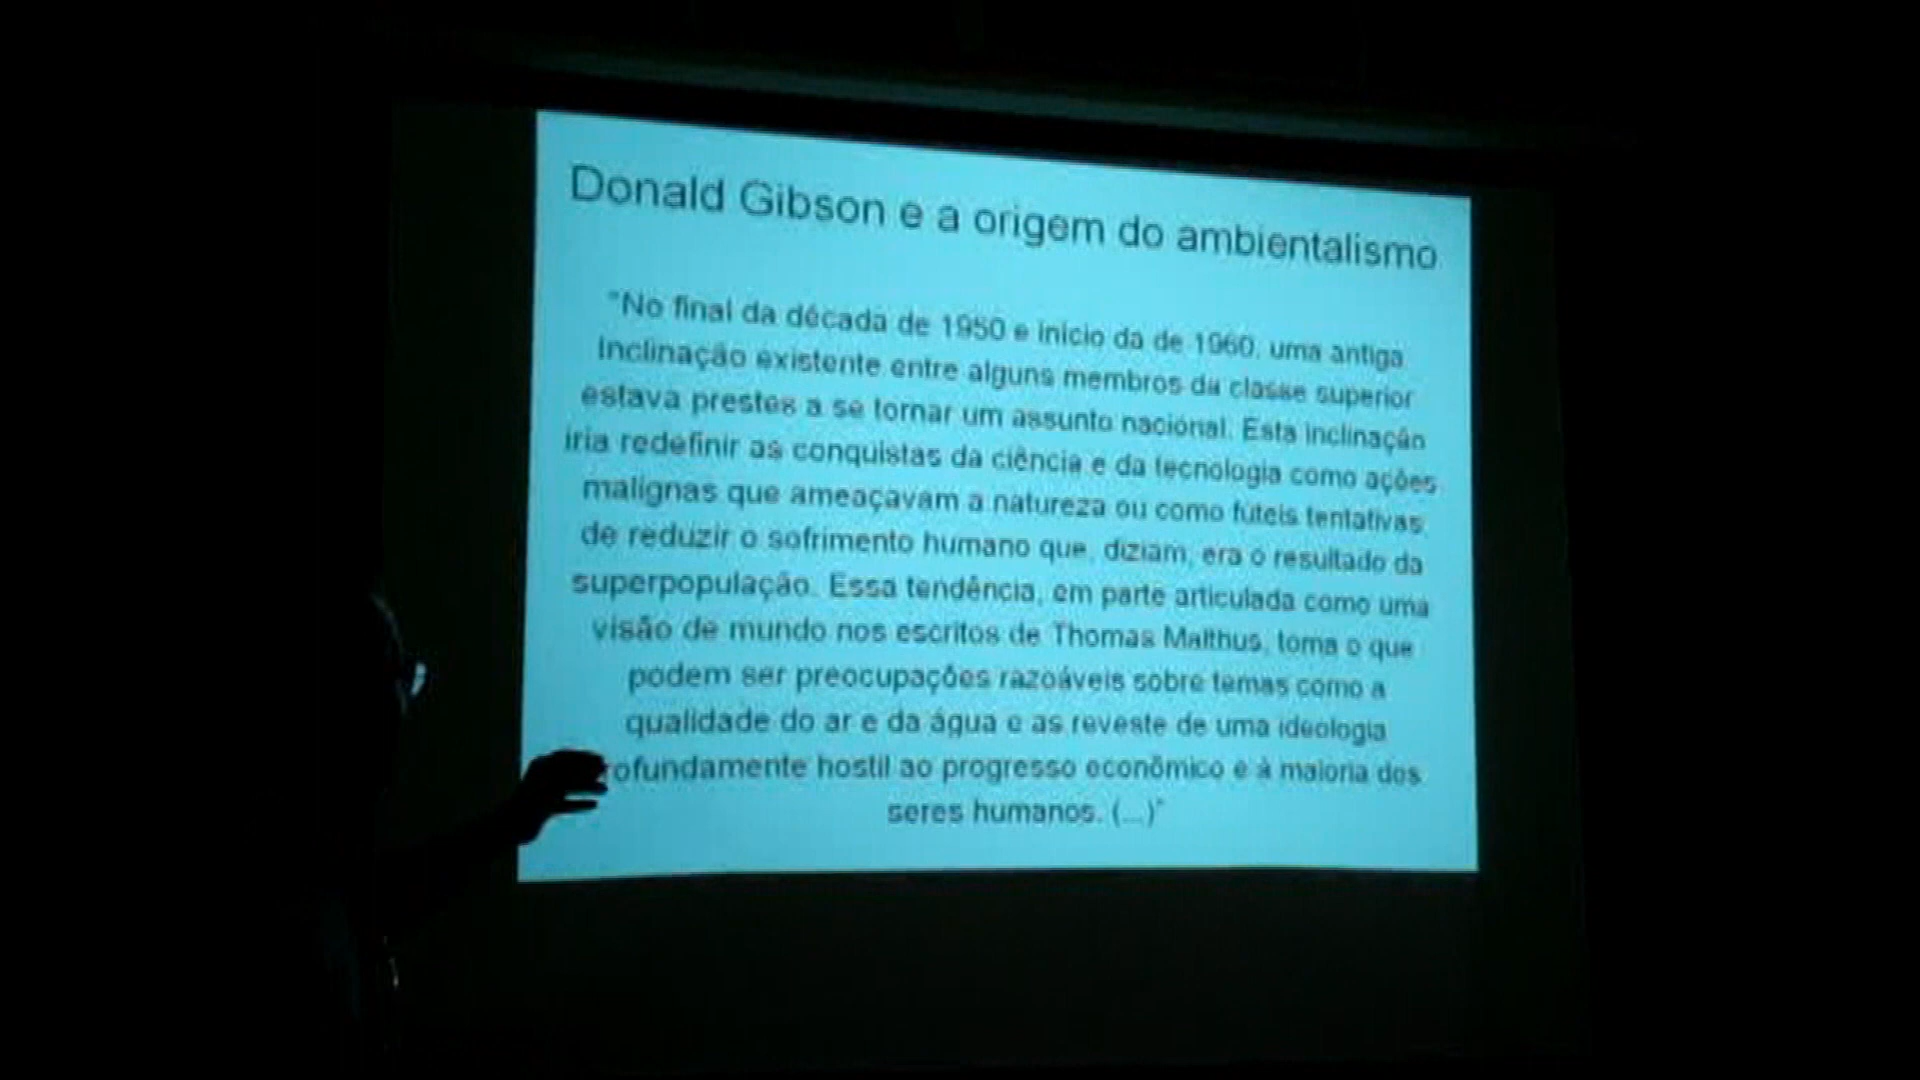 Donald Gibson e a origem do ambientalismo
"No final da década de 1950 e início da de 1960, uma antiga
inclinação existente entre alguns membros da classe superior
estava prestes a se tornar um assunto nacional. Esta inclinação
iria redefinir as conquistas da ciência e da tecnologia como ações
malignas que ameaçavam a natureza ou como fúteis tentativas
de reduzir o sofrimento humano que, diziam, era o resultado da
superpopulação. Essa tendência, em parte articulada como uma
visão de mundo nos escritos de Thomas Malthus, toma o que
podem ser preocupações razoáveis sobre temas como a
qualidade do ar e da água e as reveste de uma ideologia
rofundamente hostil ao progresso econômico e à maioria dos
seres humanos. (...)"